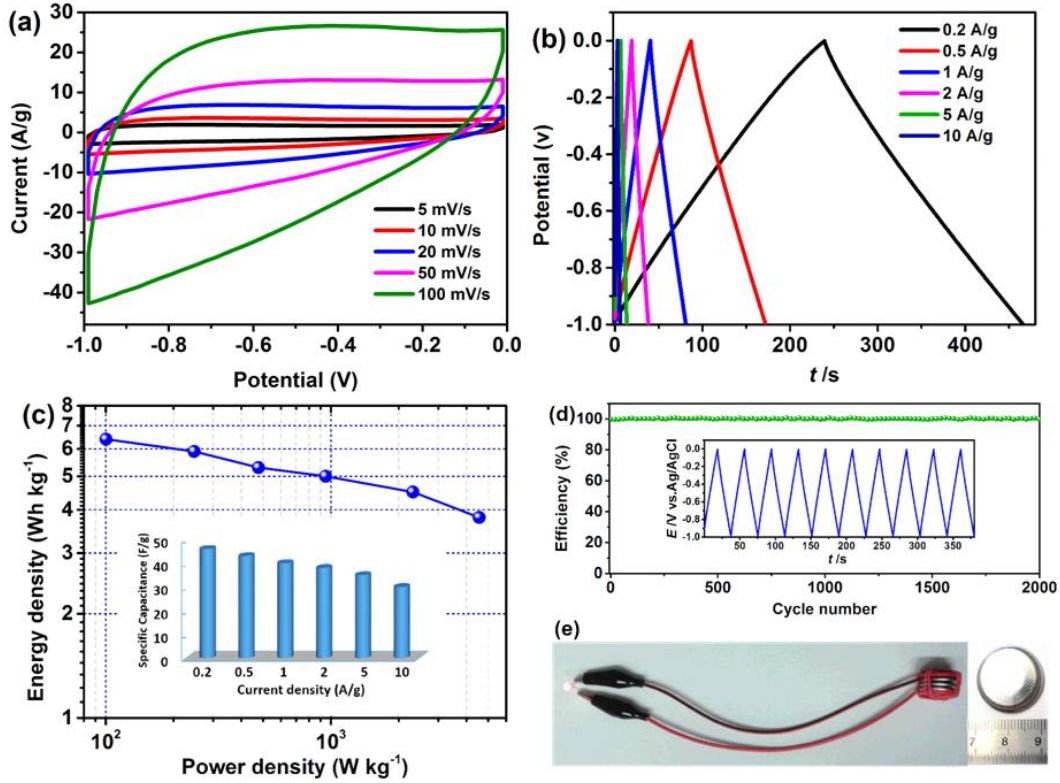 (a)
30
20
10
0
-10
-20
-30
-40
Current (A/g)
-1.0 -0.8 -0.6 -0.4 -0.2 0.0
Potential (V)
5 mV/s
10 mV/s
20 mV/s
50 mV/s
100 mV/s
(b)
0.0
-0.2
-0.4
-0.6
-0.8
-1.0
Potential (v)
0 100 200 300 400
t /s
0.2 A/g
0.5 A/g
1 A/g
2 A/g
5 A/g
10 A/g
(c)
8
7
6
5
4
3
2
1
Energy density (Wh kg⁻¹)
10² 10³
Power density (W kg⁻¹)
50
40
30
20
10
0
Specific Capacitance (F/g)
0.2 0.5 1 2 5 10
Current density (A/g)
(d)
100
80
60
40
20
0
Efficiency (%)
0 500 1000 1500 2000
Cycle number
0.0
-0.2
-0.4
-0.6
-0.8
-1.0
E /V vs.Ag/AgCl
50 100 150 200 250 300 350
t /s
(e)
7 8 9